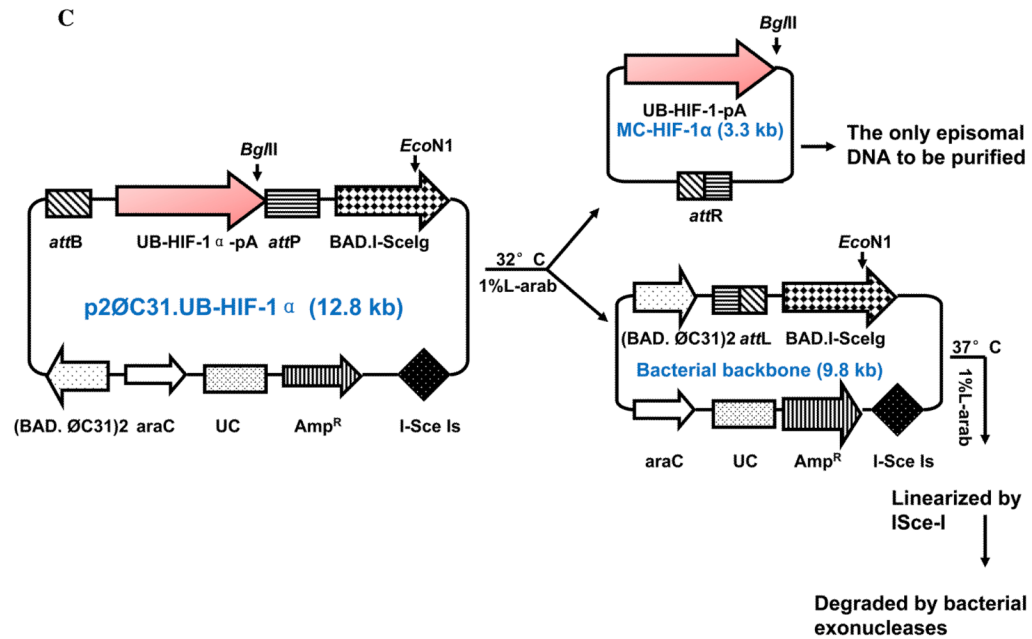 C
BglII
EcoN1
attB
UB-HIF-1α-pA
attP
BAD.I-SceIg
p2ØC31.UB-HIF-1α (12.8 kb)
(BAD. ØC31)2
araC
UC
AmpR
I-Sce Is
32° C
1%L-arab
BglII
UB-HIF-1-pA
MC-HIF-1α (3.3 kb)
attR
The only episomal
DNA to be purified
EcoN1
(BAD. ØC31)2
attL
BAD.I-SceIg
Bacterial backbone (9.8 kb)
araC
UC
AmpR
I-Sce Is
37° C
1%L-arab
Linearized by
ISce-I
Degraded by bacterial
exonucleases